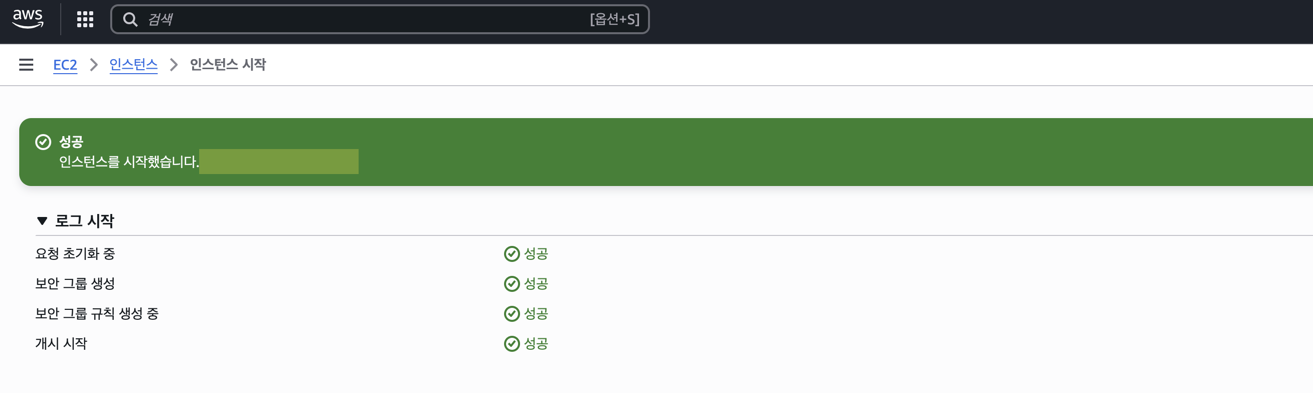 aws
검색 [옵션+S]
EC2 > 인스턴스 > 인스턴스 시작
성공
인스턴스를 시작했습니다.
▼ 로그 시작
요청 초기화 중 성공
보안 그룹 생성 성공
보안 그룹 규칙 생성 중 성공
개시 시작 성공